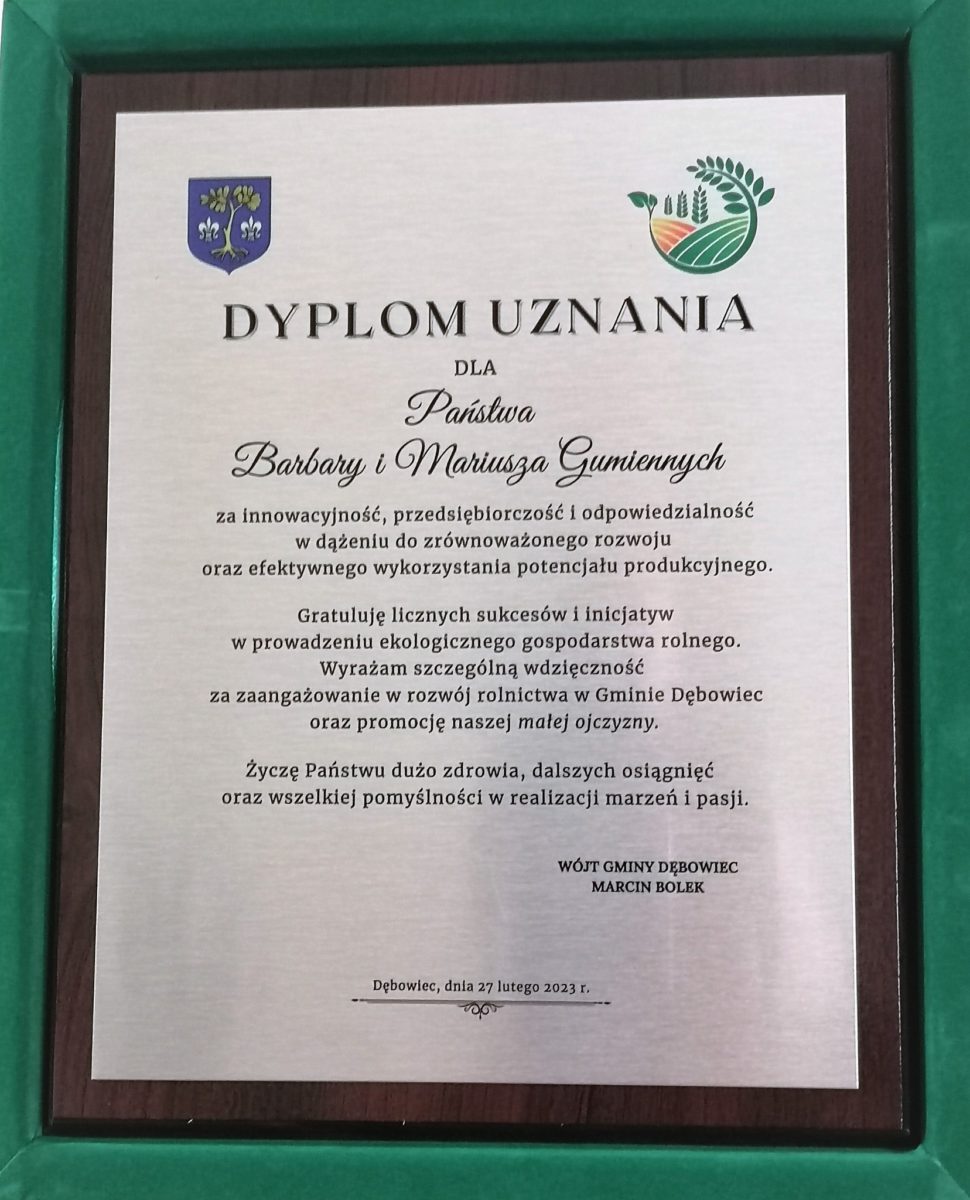 DYPLOM UZNANIA
DLA
Państwa
Barbary i Mariusza Gumiennych
za innowacyjność, przedsiębiorczość i odpowiedzialność
w dążeniu do zrównoważonego rozwoju
oraz efektywnego wykorzystania potencjału produkcyjnego.
Gratuluję licznych sukcesów i inicjatyw
w prowadzeniu ekologicznego gospodarstwa rolnego.
Wyrażam szczególną wdzięczność
za zaangażowanie w rozwój rolnictwa w Gminie Dębowiec
oraz promocję naszej małej ojczyzny.
Życzę Państwu dużo zdrowia, dalszych osiągnięć
oraz wszelkiej pomyślności w realizacji marzeń i pasji.
WÓJT GMINY DĘBOWIEC
MARCIN BOLEK
Dębowiec, dnia 27 lutego 2023 r.